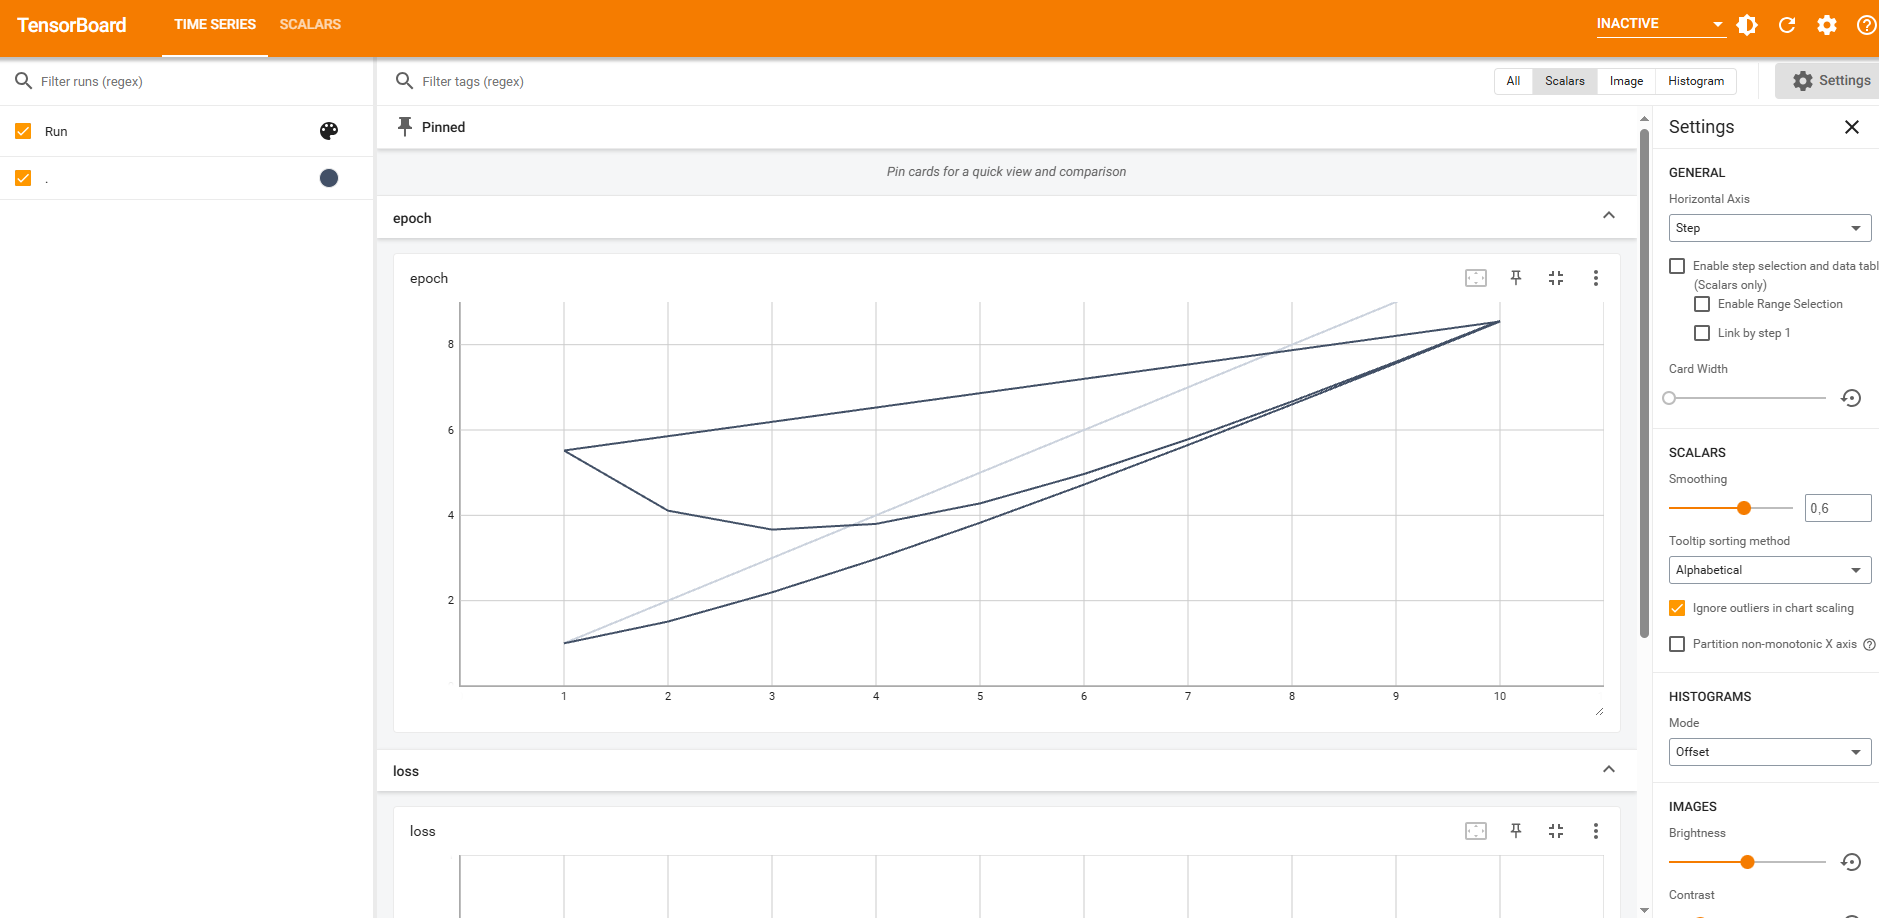 TensorBoard
TIME SERIES
SCALARS
INACTIVE
Filter runs (regex)
Filter tags (regex)
All
Scalars
Image
Histogram
Settings
Run
.
Pinned
Pin cards for a quick view and comparison
epoch
epoch
8
6
4
2
1 2 3 4 5 6 7 8 9 10
loss
loss
Settings
GENERAL
Horizontal Axis
Step
Enable step selection and data tabl
(Scalars only)
Enable Range Selection
Link by step 1
Card Width
SCALARS
Smoothing
0,6
Tooltip sorting method
Alphabetical
Ignore outliers in chart scaling
Partition non-monotonic X axis
HISTOGRAMS
Mode
Offset
IMAGES
Brightness
Contrast